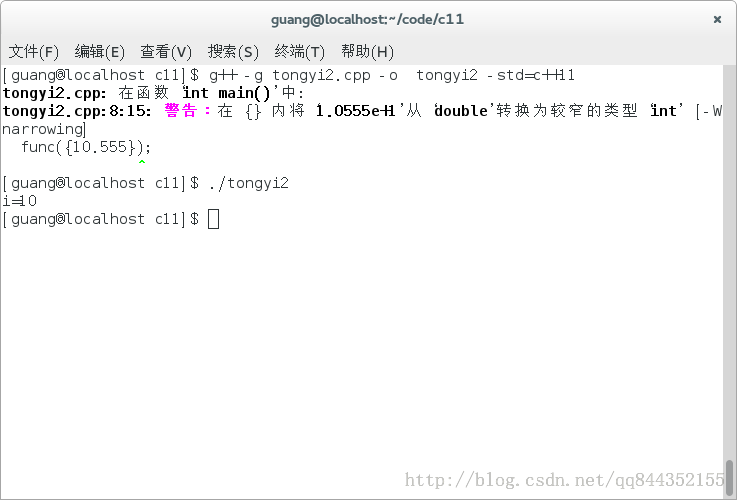 guang@localhost:~/code/c11 ×
文件(F) 编辑(E) 查看(V) 搜索(S) 终端(T) 帮助(H)
[guang@localhost c11]$ g++ -g tongyi2.cpp -o  tongyi2 -std=c++11
tongyi2.cpp: 在函数‘int main()’中:
tongyi2.cpp:8:15: 警告：在 {} 内将‘1.0555e+1’从‘double’转换为较窄的类型‘int’ [-W
narrowing]
  func({10.555});
^
[guang@localhost c11]$ ./tongyi2
i=10
[guang@localhost c11]$
http://blog.csdn.net/qq844352155